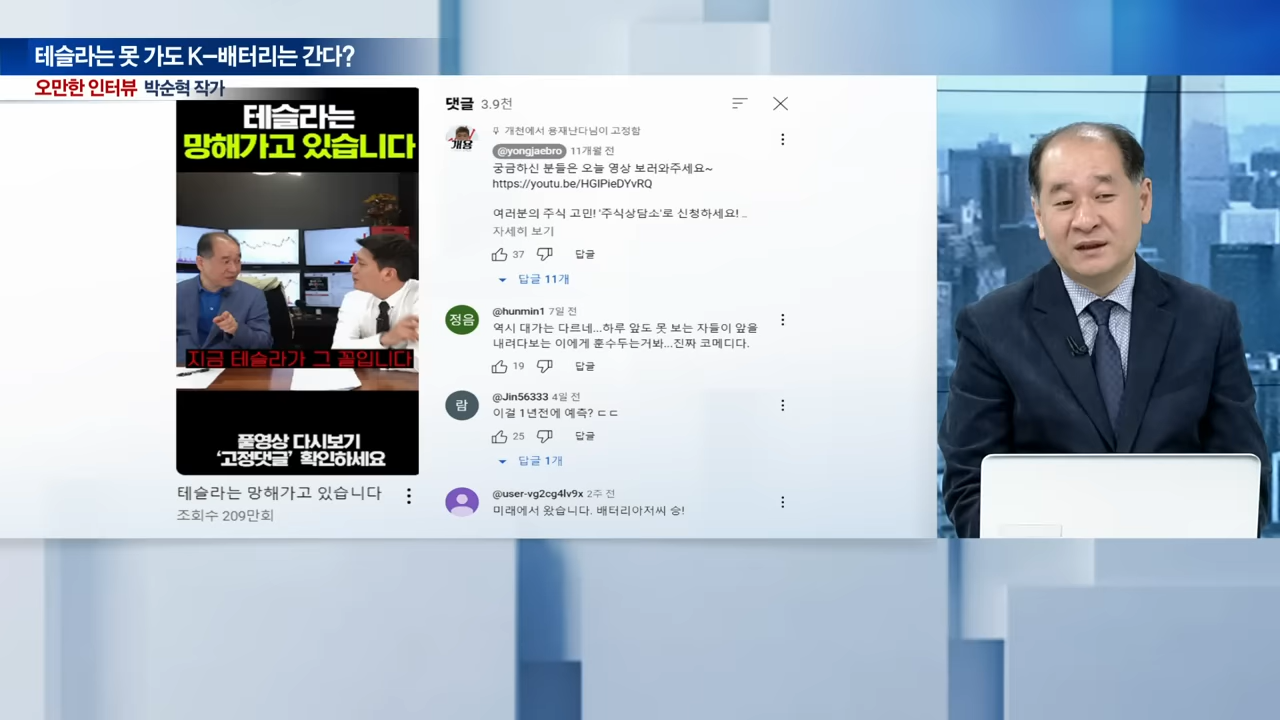 테슬라는 못 가도 K-배터리는 간다?
오만한 인터뷰 박순혁 작가
테슬라는
망해가고 있습니다
지금 테슬라가 그 꼴입니다
풀영상 다시보기
'고정댓글' 확인하세요
테슬라는 망해가고 있습니다
조회수 209만회
댓글 3.9천
개용
개천에서 용재난다님이 고정함
@yongjaebro 11개월 전
궁금하신 분들은 오늘 영상 보러와주세요~
https://youtu.be/HGIPieDYvRQ
여러분의 주식 고민! '주식상담소'로 신청하세요! ..
자세히 보기
37 답글
답글 11개
정음
@hunmin1 7일 전
역시 대가는 다르네...하루 앞도 못 보는 자들이 앞을
내려다보는 이에게 훈수두는거봐...진짜 코메디다.
19 답글
람
@Jin56333 4일 전
이걸 1년전에 예측? ㄷㄷ
25 답글
답글 1개
@user-vg2cg4lv9x 2주 전
미래에서 왔습니다. 배터리아저씨 승!